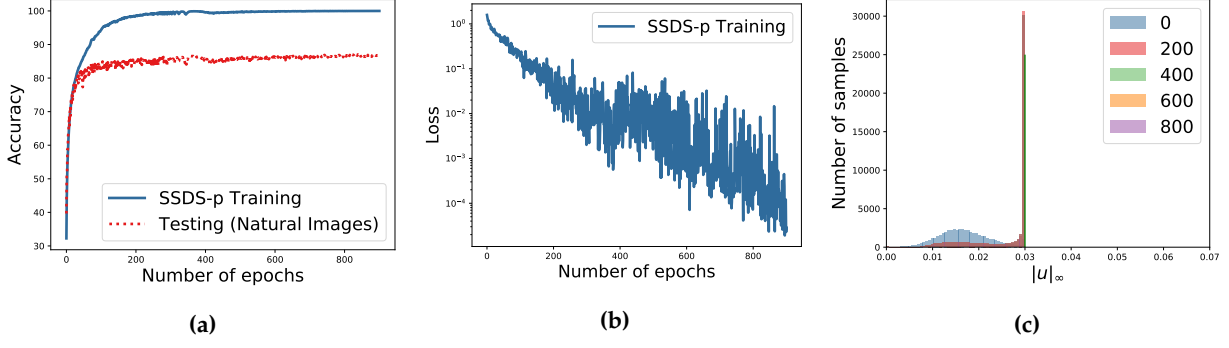 100
90
80
70
60
50
40
30
Accuracy
0 200 400 600 800
Number of epochs
SSDS-p Training
Testing (Natural Images)
(a)
10⁰
10⁻¹
10⁻²
10⁻³
10⁻⁴
Loss
0 200 400 600 800
Number of epochs
SSDS-p Training
(b)
30000
25000
20000
15000
10000
5000
0
Number of samples
0.00 0.01 0.02 0.03 0.04 0.05 0.06 0.07
|u|∞
0
200
400
600
800
(c)